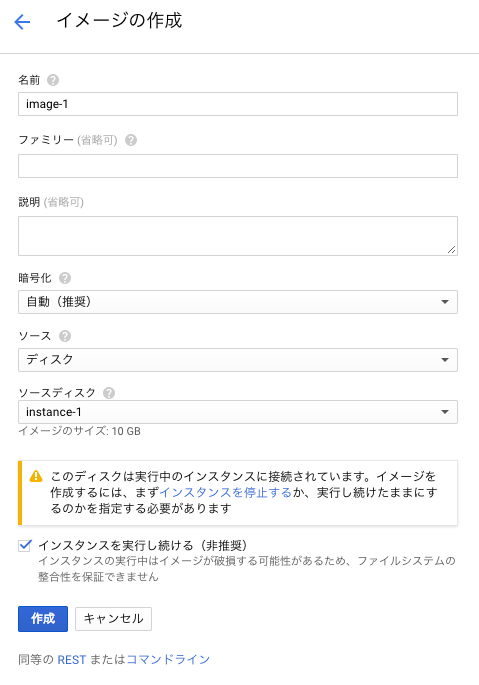 イメージの作成
名前
image-1
ファミリー (省略可)
説明 (省略可)
暗号化
自動（推奨）
ソース
ディスク
ソースディスク
instance-1
イメージのサイズ: 10 GB
このディスクは実行中のインスタンスに接続されています。イメージを
作成するには、まずインスタンスを停止するか、実行し続けたままにす
るのかを指定する必要があります
インスタンスを実行し続ける（非推奨）
インスタンスの実行中はイメージが破損する可能性があるため、ファイルシステムの
整合性を保証できません
作成 キャンセル
同等の REST またはコマンドライン